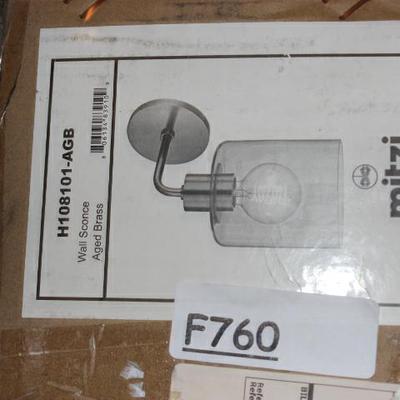 H108101-AGB
Wall Sconce
Aged Brass
mitzi
F760